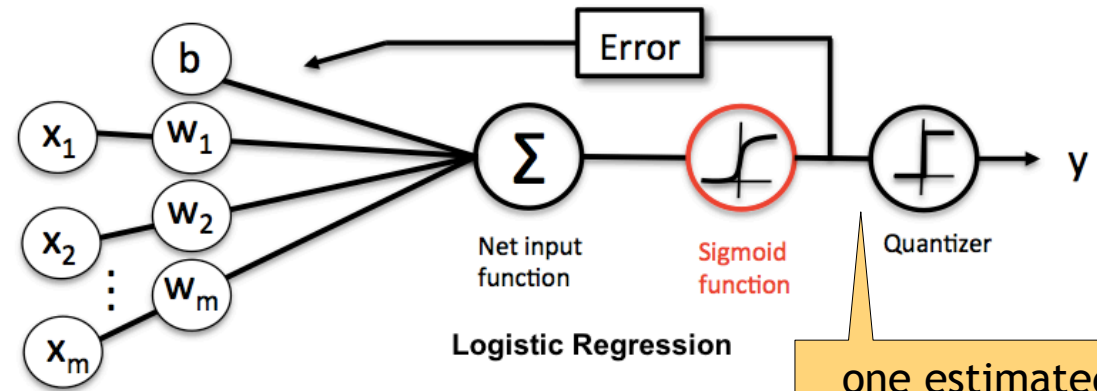 Error
b
x1
w1
x2
w2
⋮
wm
xm
Σ
y
Net input
function
Sigmoid
function
Quantizer
Logistic Regression
one estimated